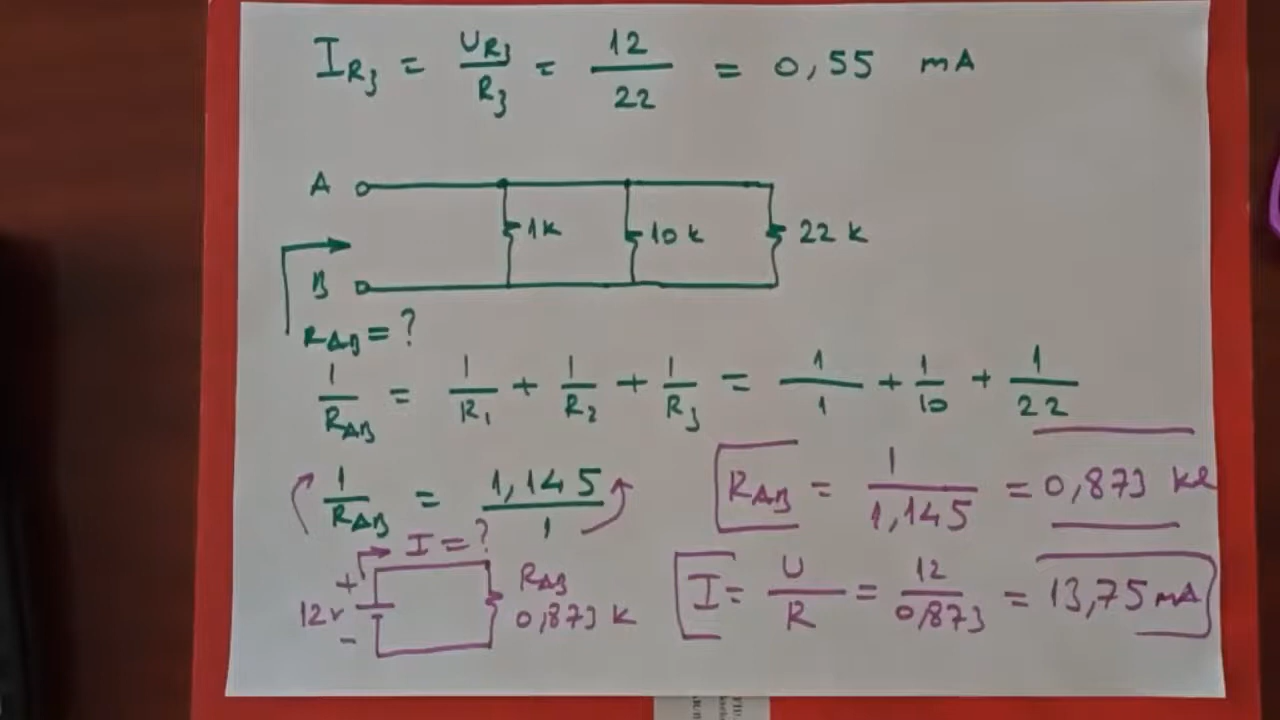 I_R3 = U_R3 / R3 = 12 / 22 = 0,55 mA
A
1k 10k 22k
B
R_AB = ?
1/R_AB = 1/R1 + 1/R2 + 1/R3 = 1/1 + 1/10 + 1/22
1/R_AB = 1,145/1
R_AB = 1/1,145 = 0,873 kΩ
I = ?
+ 12v -
R_AB
0,873 k
I = U/R = 12/0,873 = 13,75 mA